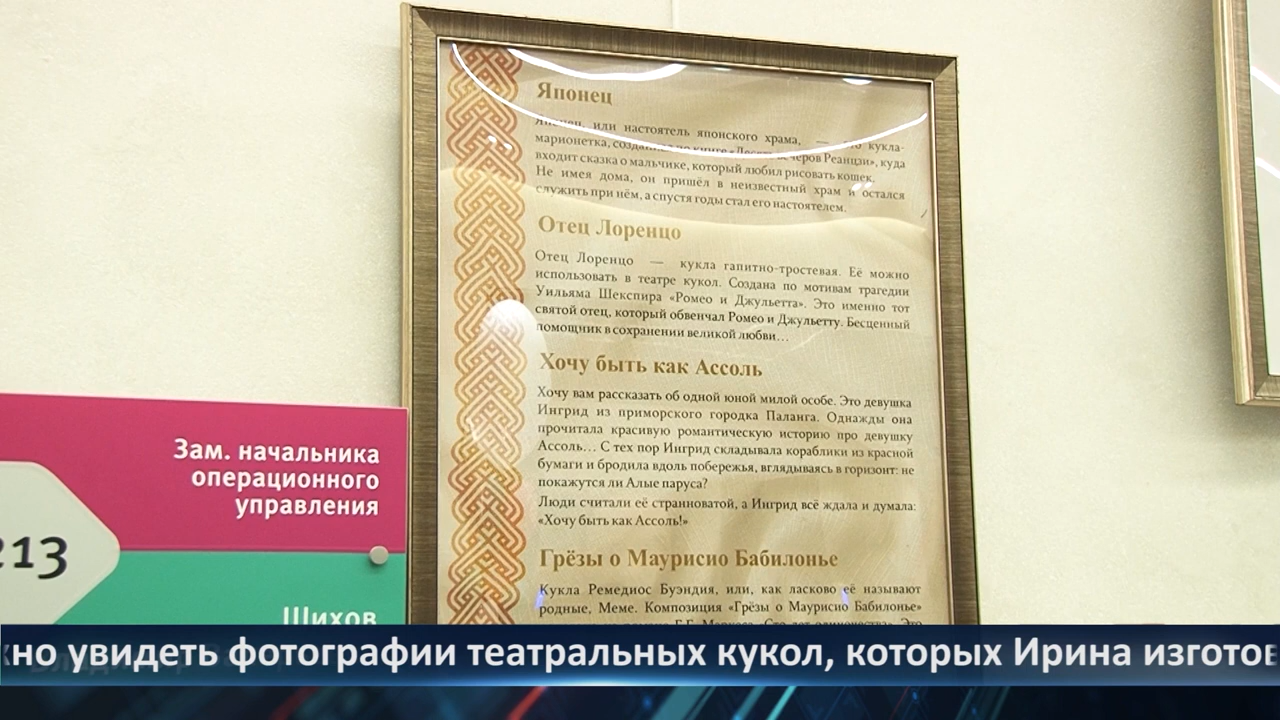 Японец
Японец, или настоятель японского храма, — кукла-
марионетка, создана по книге «Десять вечеров Реанцзи», куда
входит сказка о мальчике, который любил рисовать кошек.
Не имея дома, он пришёл в неизвестный храм и остался
служить при нём, а спустя годы стал его настоятелем.
Отец Лоренцо
Отец Лоренцо — кукла гапитно-тростевая. Её можно
использовать в театре кукол. Создана по мотивам трагедии
Уильяма Шекспира «Ромео и Джульетта». Это именно тот
святой отец, который обвенчал Ромео и Джульетту. Бесценный
помощник в сохранении великой любви…
Хочу быть как Ассоль
Хочу вам рассказать об одной юной милой особе. Это девушка
Ингрид из приморского городка Паланга. Однажды она
прочитала красивую романтическую историю про девушку
Ассоль… С тех пор Ингрид складывала кораблики из красной
бумаги и бродила вдоль побережья, вглядываясь в горизонт: не
покажутся ли Алые паруса?
Люди считали её странноватой, а Ингрид всё ждала и думала:
«Хочу быть как Ассоль!»
Грёзы о Маурисио Бабилонье
Кукла Ремедиос Буэндия, или, как ласково её называют
родные, Меме. Композиция «Грёзы о Маурисио Бабилонье»
Зам. начальника
операционного
управления
213
Шихов
увидеть фотографии театральных кукол, которых Ирина изготов